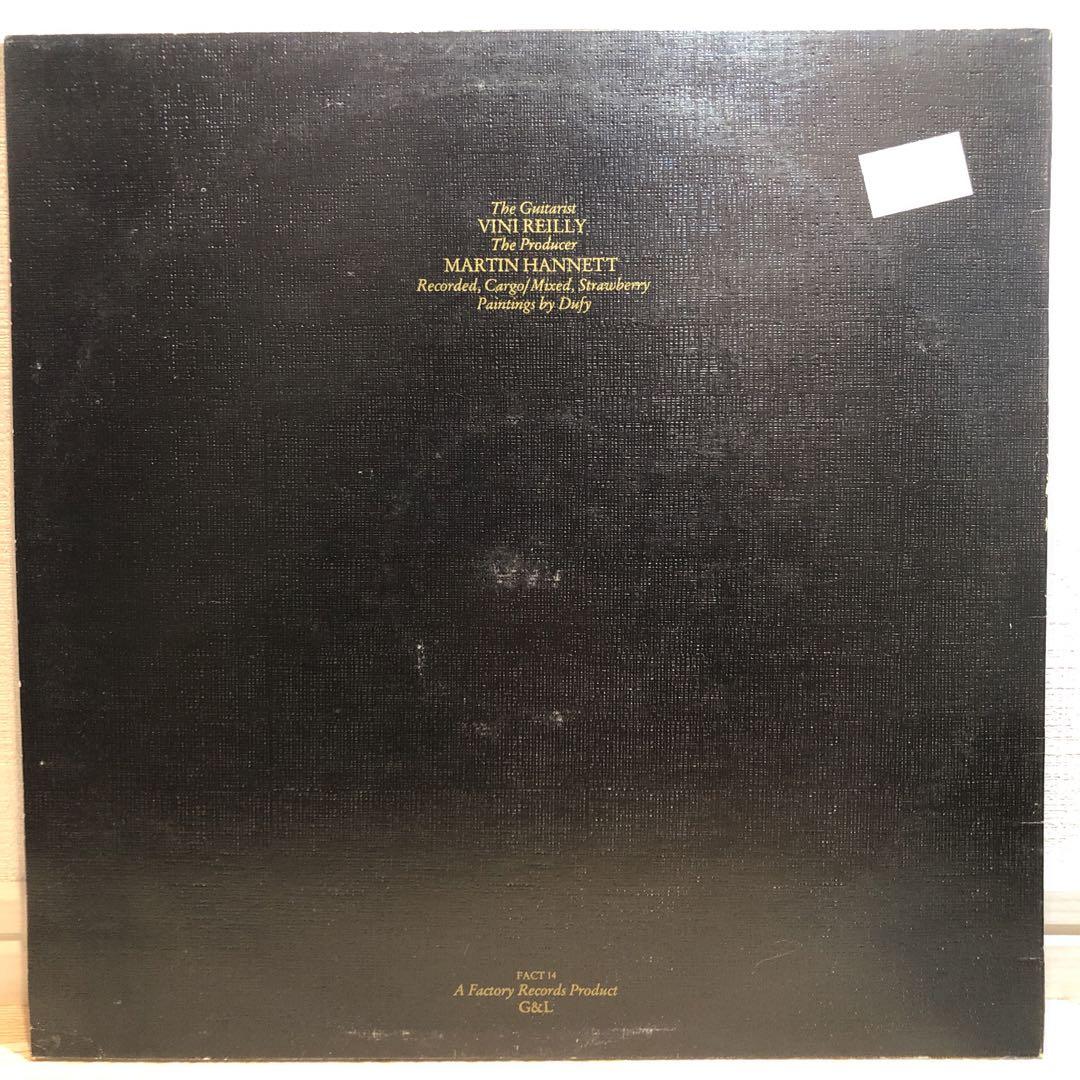 The Guitarist
VINI REILLY
The Producer
MARTIN HANNETT
Recorded, Cargo/Mixed, Strawberry
Paintings by Dufy
FACT 14
A Factory Records Product
G&L